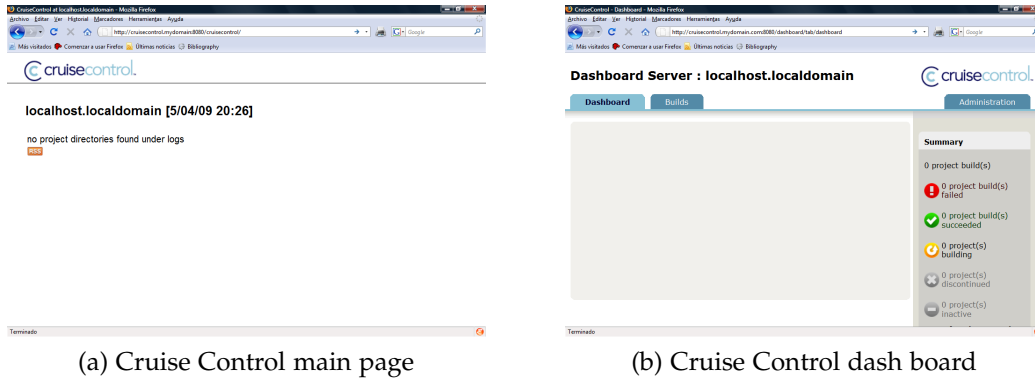 CruiseControl at localhost.localdomain - Mozilla Firefox
Archivo Editar Ver Historial Marcadores Herramientas Ayuda
http://cruisecontrol.mydomain:8080/cruisecontrol/
Google
Más visitados Comenzar a usar Firefox Últimas noticias Bibliography
cruisecontrol
localhost.localdomain [5/04/09 20:26]
no project directories found under logs
RSS
Terminado
(a) Cruise Control main page
CruiseControl - Dashboard - Mozilla Firefox
Archivo Editar Ver Historial Marcadores Herramientas Ayuda
http://cruisecontrol.mydomain.com:8080/dashboard/tab/dashboard
Google
Más visitados Comenzar a usar Firefox Últimas noticias Bibliography
Dashboard Server : localhost.localdomain
cruisecontrol
Dashboard Builds Administration
Summary
0 project build(s)
0 project build(s)
failed
0 project build(s)
succeeded
0 project(s)
building
0 project(s)
discontinued
0 project(s)
inactive
Terminado
(b) Cruise Control dash board